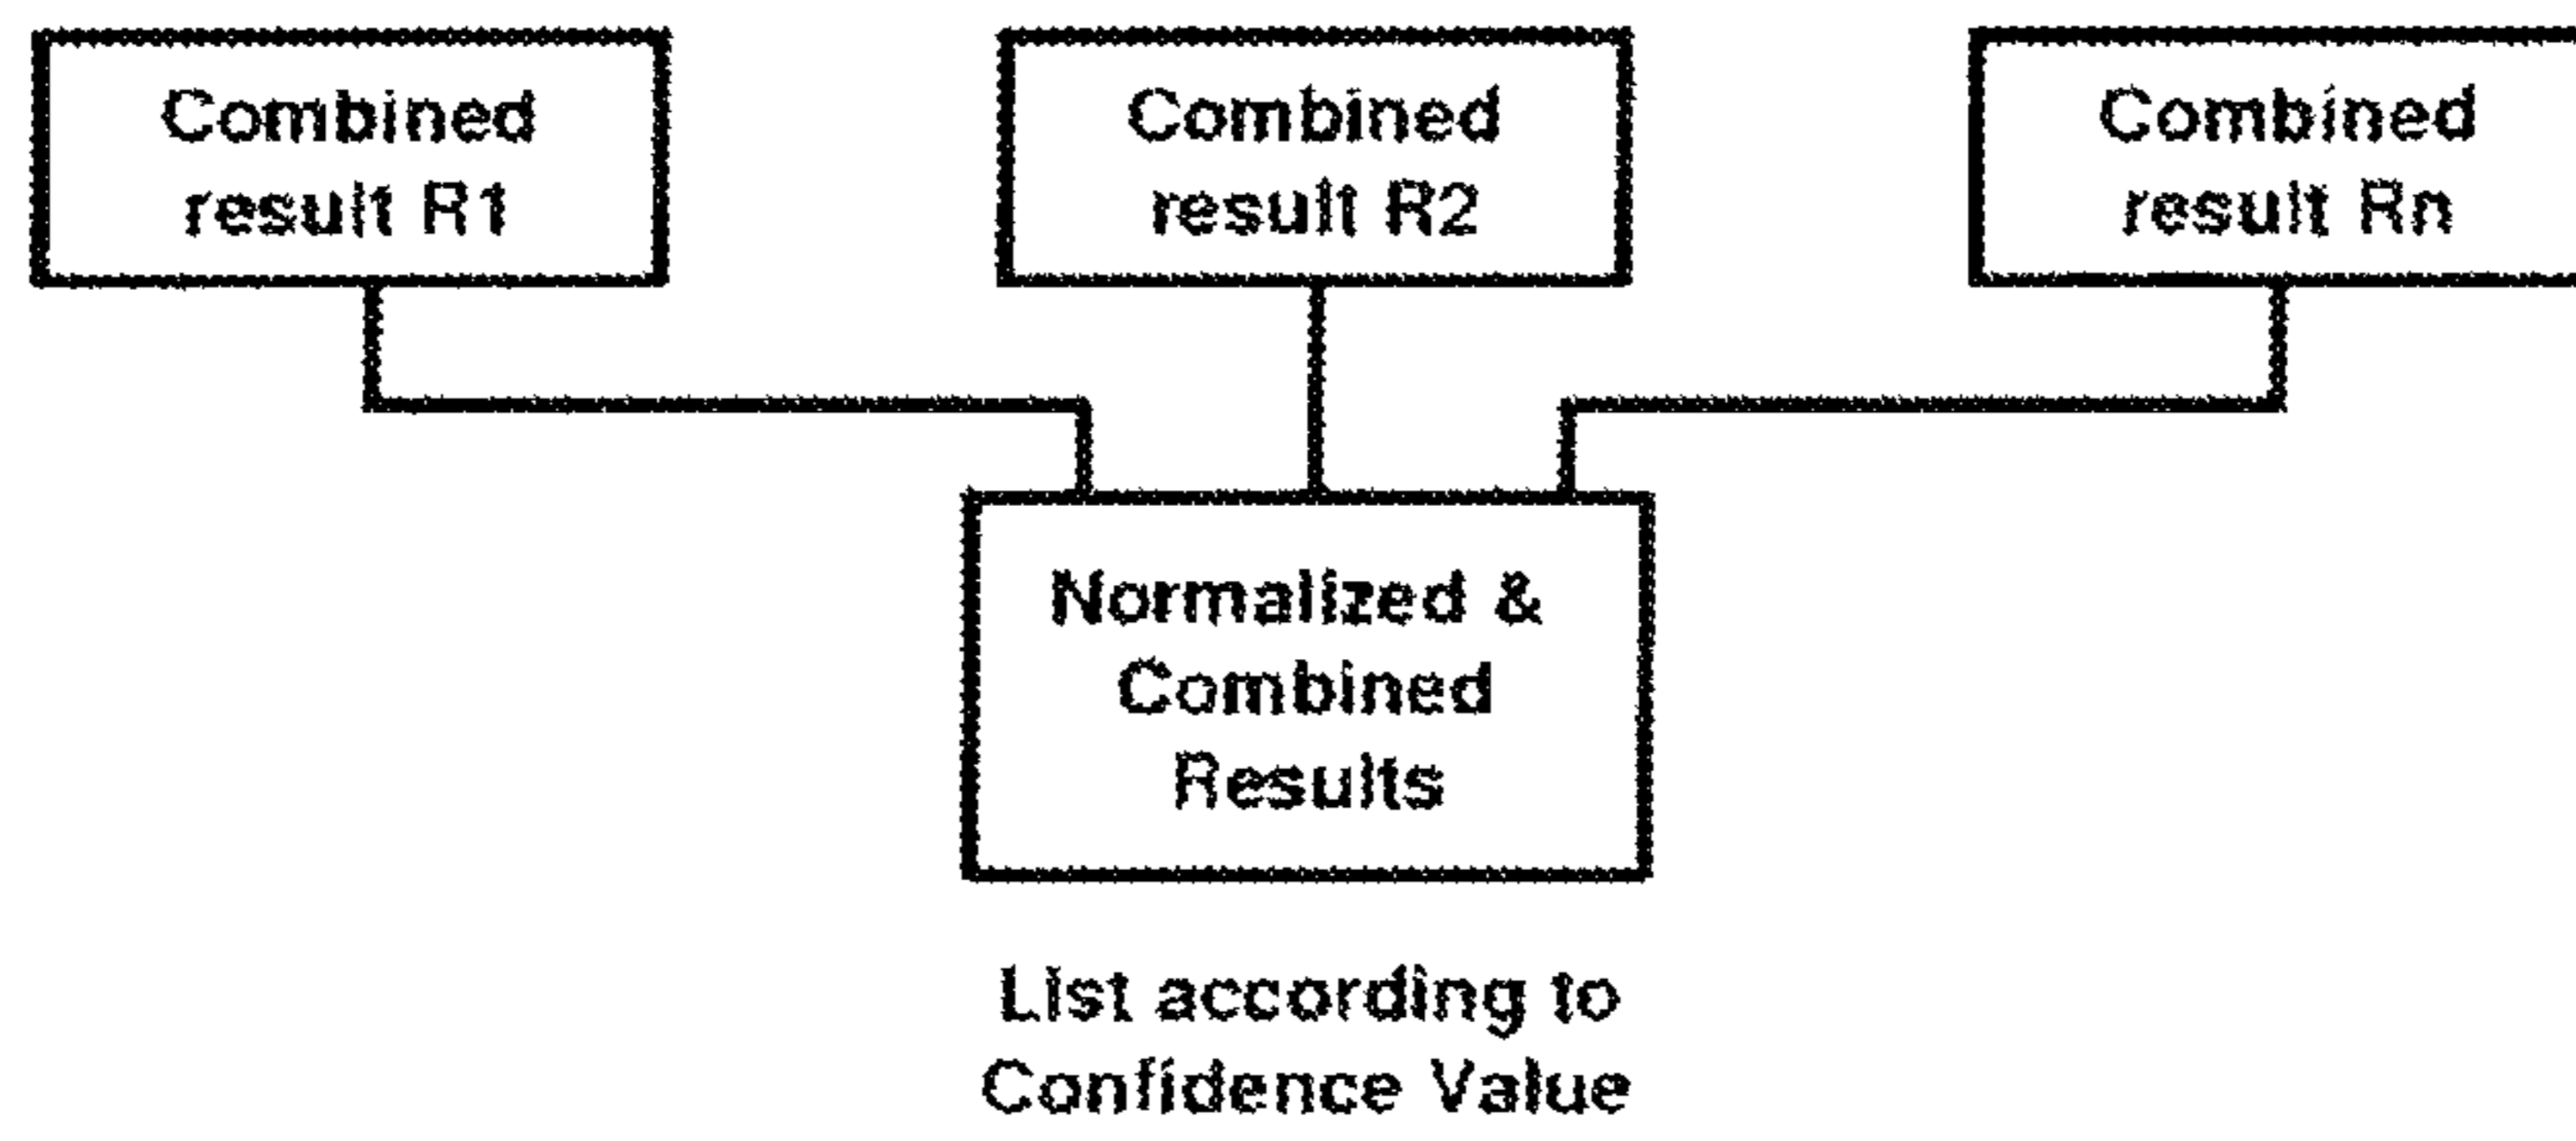 Combined
result R1
Combined
result R2
Combined
result Rn
Normalized &
Combined
Results
List according to
Confidence Value